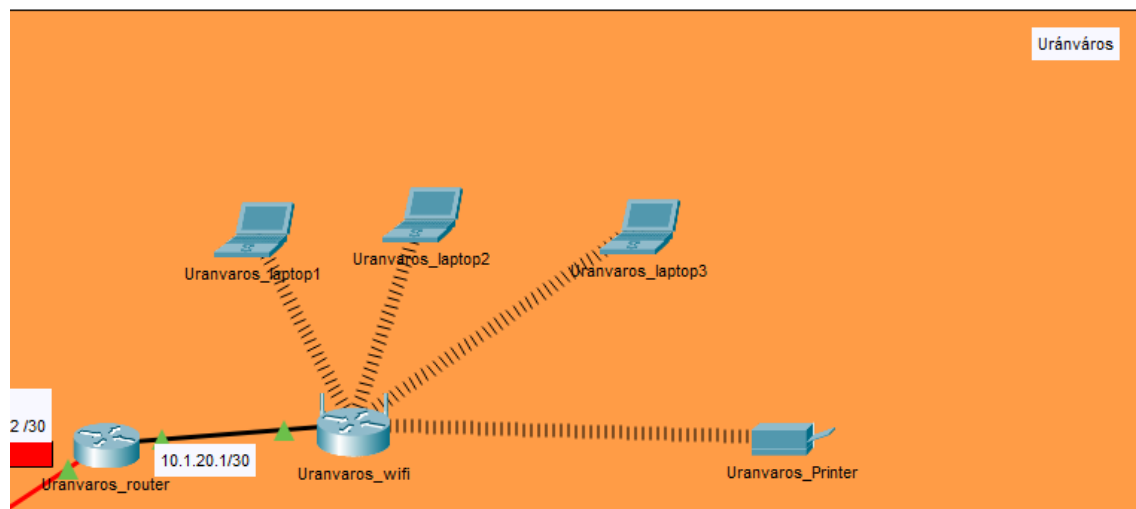 Uránváros
Uranvaros_laptop1
Uranvaros_laptop2
Uranvaros_laptop3
2 /30
10.1.20.1/30
Uranvaros_router
Uranvaros_wifi
Uranvaros_Printer